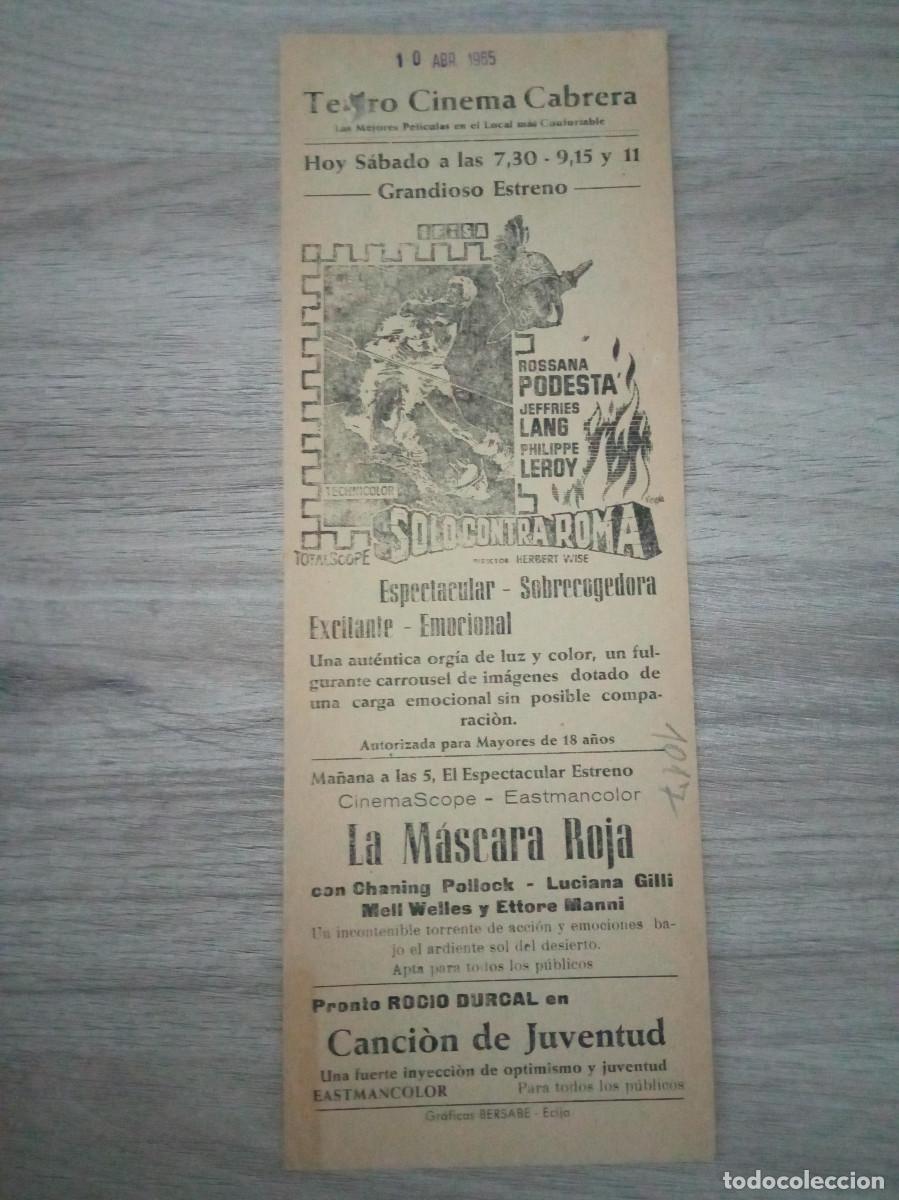 10 ABR 1965
Teatro Cinema Cabrera
Las Mejores Películas en el Local más Confortable
Hoy Sábado a las 7,30 - 9,15 y 11
Grandioso Estreno
ROSSANA
PODESTA'
JEFFRIES
LANG
PHILIPPE
LEROY
TECHNICOLOR
TOTALSCOPE
SOLO CONTRA ROMA
DIRECTOR HERBERT WISE
Espectacular - Sobrecogedora
Excitante - Emocional
Una auténtica orgía de luz y color, un ful-
gurante carrousel de imágenes dotado de
una carga emocional sin posible compa-
raciòn.
Autorizada para Mayores de 18 años
1017
Mañana a las 5, El Espectacular Estreno
CinemaScope - Eastmancolor
La Máscara Roja
con Chaning Pollock - Luciana Gilli
Mell Welles y Ettore Manni
Un incontenible torrente de acción y emociones ba-
jo el ardiente sol del desierto.
Apta para todos los públicos
Pronto ROCIO DURCAL en
Canciòn de Juventud
Una fuerte inyecciòn de optimismo y juventud
EASTMANCOLOR Para todos los públicos
Gráficas BERSABE - Ecija
todocoleccion